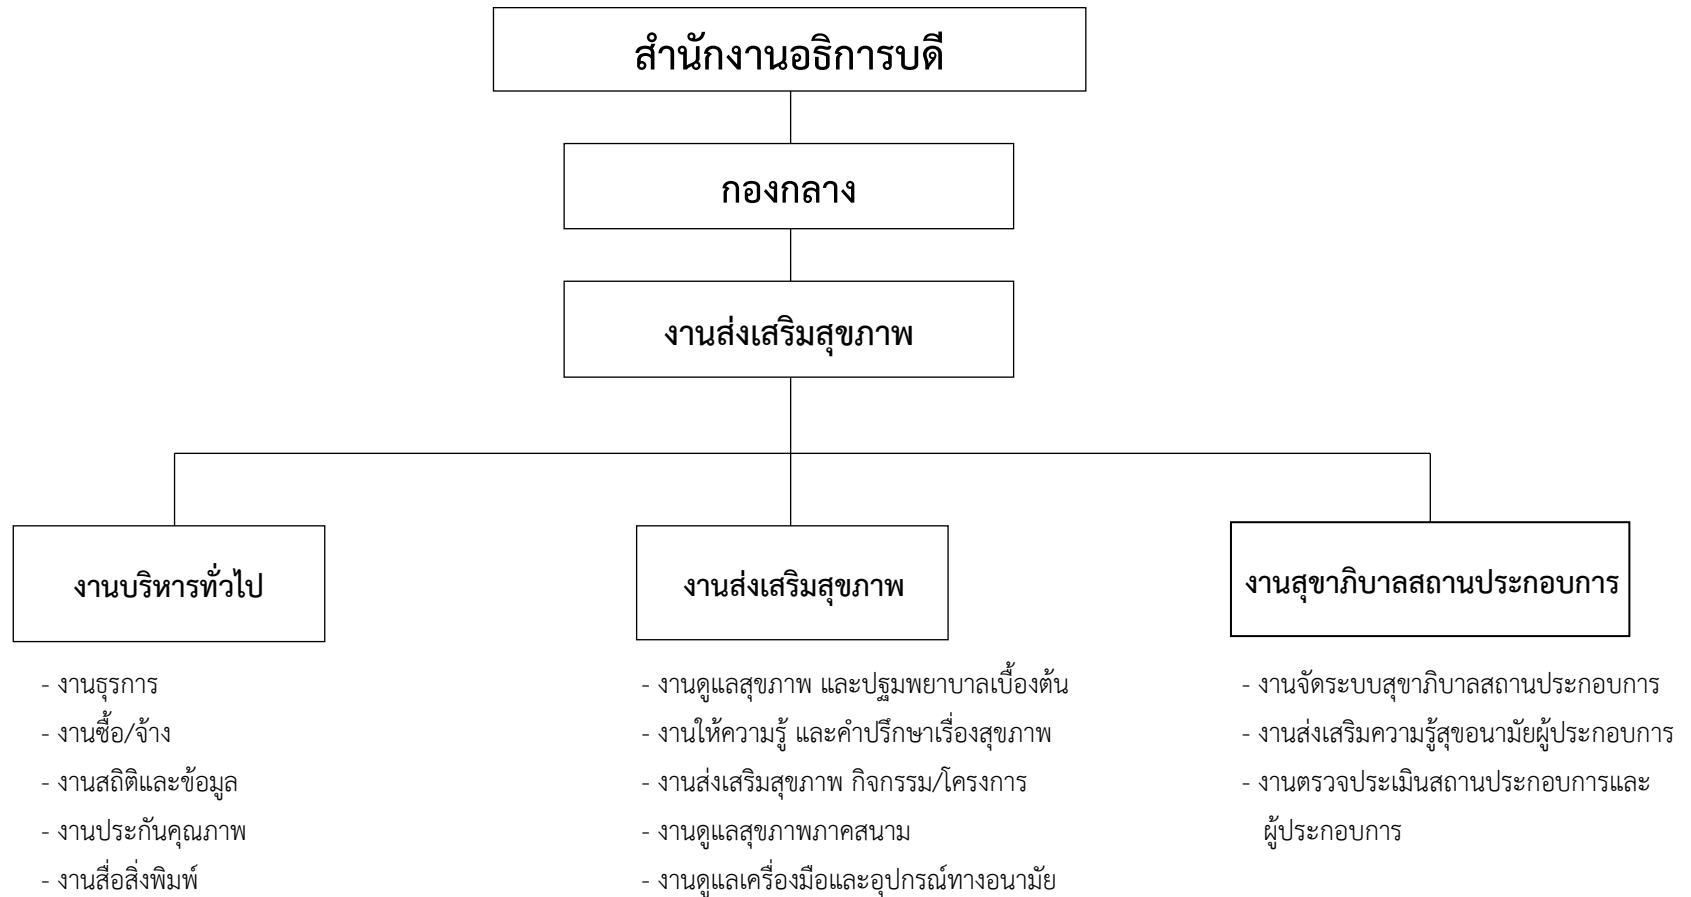 สำนักงานอธิการบดี
กองกลาง
งานส่งเสริมสุขภาพ
งานบริหารทั่วไป
- งานธุรการ
- งานซื้อ/จ้าง
- งานสถิติและข้อมูล
- งานประกันคุณภาพ
- งานสื่อสิ่งพิมพ์
งานส่งเสริมสุขภาพ
- งานดูแลสุขภาพ และปฐมพยาบาลเบื้องต้น
- งานให้ความรู้ และคำปรึกษาเรื่องสุขภาพ
- งานส่งเสริมสุขภาพ กิจกรรม/โครงการ
- งานดูแลสุขภาพภาคสนาม
- งานดูแลเครื่องมือและอุปกรณ์ทางอนามัย
งานสุขาภิบาลสถานประกอบการ
- งานจัดระบบสุขาภิบาลสถานประกอบการ
- งานส่งเสริมความรู้สุขอนามัยผู้ประกอบการ
- งานตรวจประเมินสถานประกอบการและ
ผู้ประกอบการ